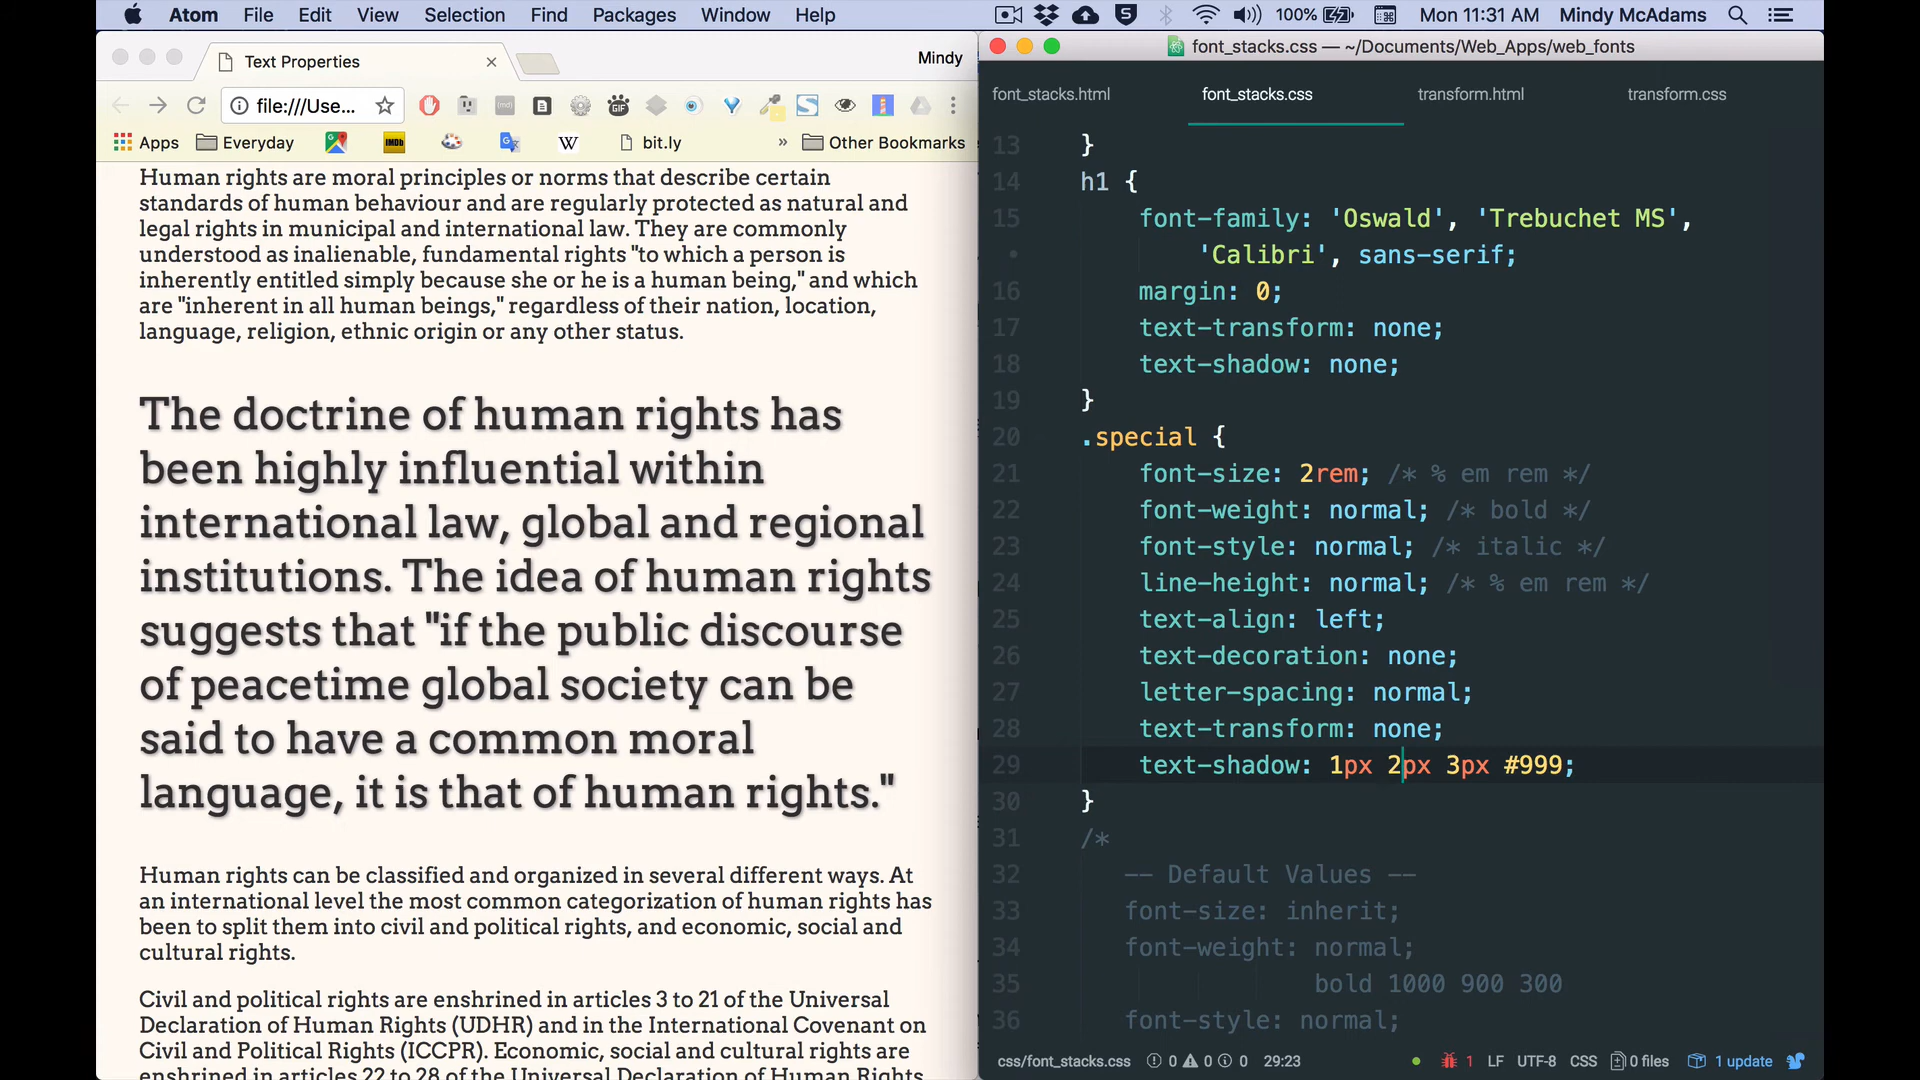 Atom File Edit View Selection Find Packages Window Help 100% Mon 11:31 AM Mindy McAdams
Text Properties
Mindy
file:///Use...
Apps Everyday bit.ly » Other Bookmarks
Human rights are moral principles or norms that describe certain
standards of human behaviour and are regularly protected as natural and
legal rights in municipal and international law. They are commonly
understood as inalienable, fundamental rights "to which a person is
inherently entitled simply because she or he is a human being," and which
are "inherent in all human beings," regardless of their nation, location,
language, religion, ethnic origin or any other status.
The doctrine of human rights has
been highly influential within
international law, global and regional
institutions. The idea of human rights
suggests that "if the public discourse
of peacetime global society can be
said to have a common moral
language, it is that of human rights."
Human rights can be classified and organized in several different ways. At
an international level the most common categorization of human rights has
been to split them into civil and political rights, and economic, social and
cultural rights.
Civil and political rights are enshrined in articles 3 to 21 of the Universal
Declaration of Human Rights (UDHR) and in the International Covenant on
Civil and Political Rights (ICCPR). Economic, social and cultural rights are
enshrined in articles 22 to 28 of the Universal Declaration of Human Rights
font_stacks.css — ~/Documents/Web_Apps/web_fonts
font_stacks.html font_stacks.css transform.html transform.css
13 }
14 h1 {
15 font-family: 'Oswald', 'Trebuchet MS',
• 'Calibri', sans-serif;
16 margin: 0;
17 text-transform: none;
18 text-shadow: none;
19 }
20 .special {
21 font-size: 2rem; /* % em rem */
22 font-weight: normal; /* bold */
23 font-style: normal; /* italic */
24 line-height: normal; /* % em rem */
25 text-align: left;
26 text-decoration: none;
27 letter-spacing: normal;
28 text-transform: none;
29 text-shadow: 1px 2px 3px #999;
30 }
31 /*
32 -- Default Values --
33 font-size: inherit;
34 font-weight: normal;
35 bold 1000 900 300
36 font-style: normal;
css/font_stacks.css 0 0 0 29:23 1 LF UTF-8 CSS 0 files 1 update